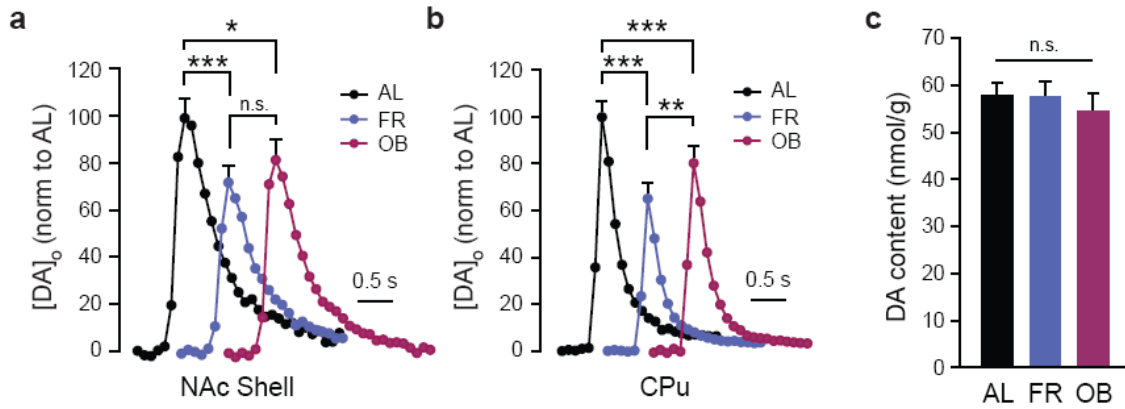 a
*
***
n.s.
120
100
80
60
40
20
0
[DA]o (norm to AL)
AL
FR
OB
0.5 s
NAc Shell
b
***
***
**
120
100
80
60
40
20
0
[DA]o (norm to AL)
AL
FR
OB
0.5 s
CPu
c
70
60
50
40
30
20
10
0
DA content (nmol/g)
n.s.
AL FR OB